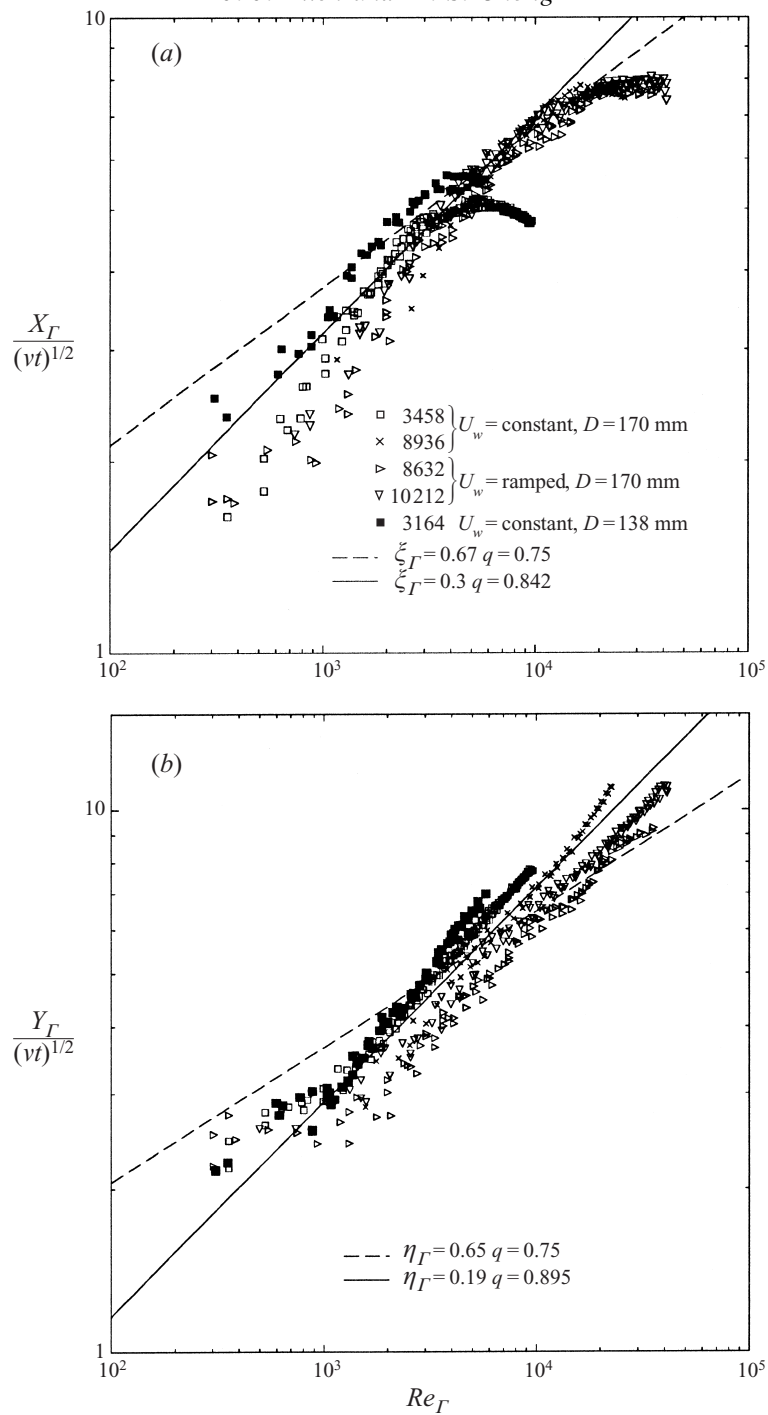 10
(a)
X_Γ
(νt)^1/2
□ 3458
× 8936
U_w = constant, D = 170 mm
▷ 8632
▽ 10212
U_w = ramped, D = 170 mm
■ 3164 U_w = constant, D = 138 mm
ξ_Γ = 0.67 q = 0.75
ξ_Γ = 0.3 q = 0.842
1
10^2 10^3 10^4 10^5
(b)
10
Y_Γ
(νt)^1/2
η_Γ = 0.65 q = 0.75
η_Γ = 0.19 q = 0.895
1
10^2 10^3 10^4 10^5
Re_Γ